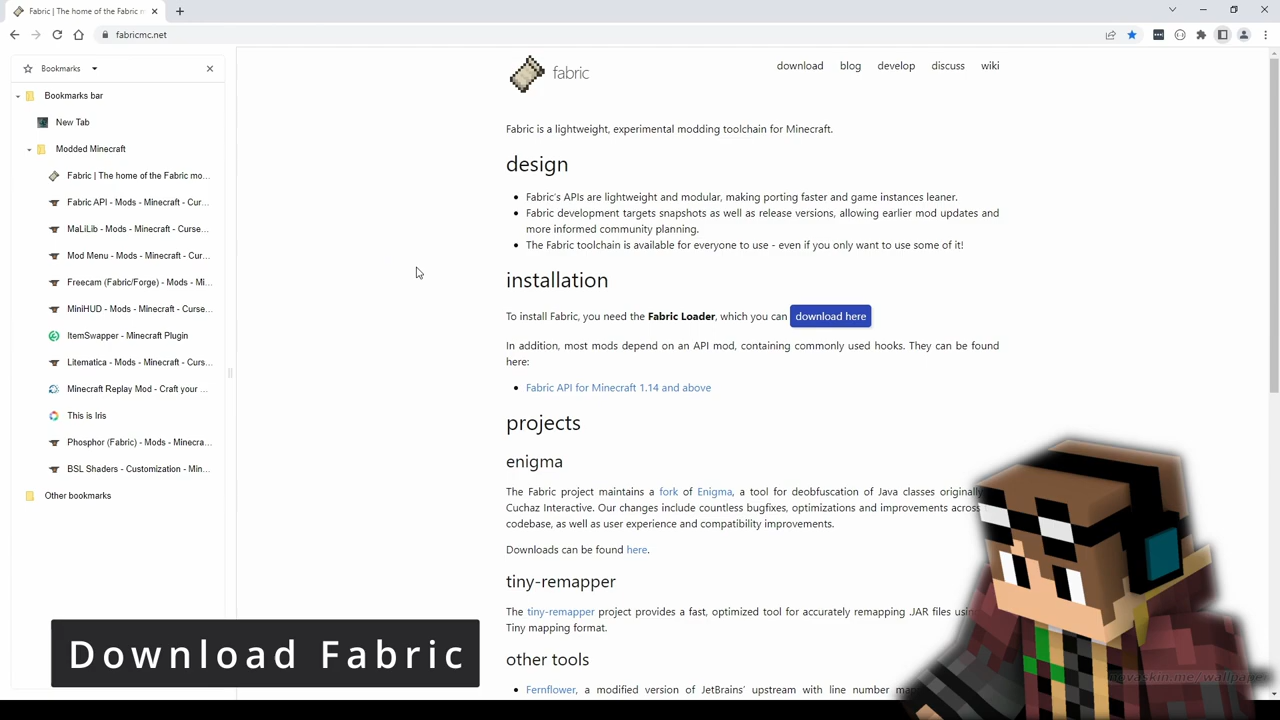 Fabric | The home of the Fabric m
fabricmc.net
Bookmarks
Bookmarks bar
New Tab
Modded Minecraft
Fabric | The home of the Fabric mo...
Fabric API - Mods - Minecraft - Cur...
MaLiLib - Mods - Minecraft - Curse...
Mod Menu - Mods - Minecraft - Cur...
Freecam (Fabric/Forge) - Mods - Mi...
MiniHUD - Mods - Minecraft - Curse...
ItemSwapper - Minecraft Plugin
Litematica - Mods - Minecraft - Cur...
Minecraft Replay Mod - Craft your ...
This is Iris
Phosphor (Fabric) - Mods - Minecra...
BSL Shaders - Customization - Min...
Other bookmarks
fabric
download blog develop discuss wiki
Fabric is a lightweight, experimental modding toolchain for Minecraft.
design
• Fabric's APIs are lightweight and modular, making porting faster and game instances leaner.
• Fabric development targets snapshots as well as release versions, allowing earlier mod updates and
more informed community planning.
• The Fabric toolchain is available for everyone to use - even if you only want to use some of it!
installation
To install Fabric, you need the Fabric Loader, which you can download here
In addition, most mods depend on an API mod, containing commonly used hooks. They can be found
here:
• Fabric API for Minecraft 1.14 and above
projects
enigma
The Fabric project maintains a fork of Enigma, a tool for deobfuscation of Java classes originally
Cuchaz Interactive. Our changes include countless bugfixes, optimizations and improvements across
codebase, as well as user experience and compatibility improvements.
Downloads can be found here.
tiny-remapper
The tiny-remapper project provides a fast, optimized tool for accurately remapping .JAR files
Tiny mapping format.
other tools
• Fernflower, a modified version of JetBrains' upstream with line number
Download Fabric
novaskin.me/wallpaper